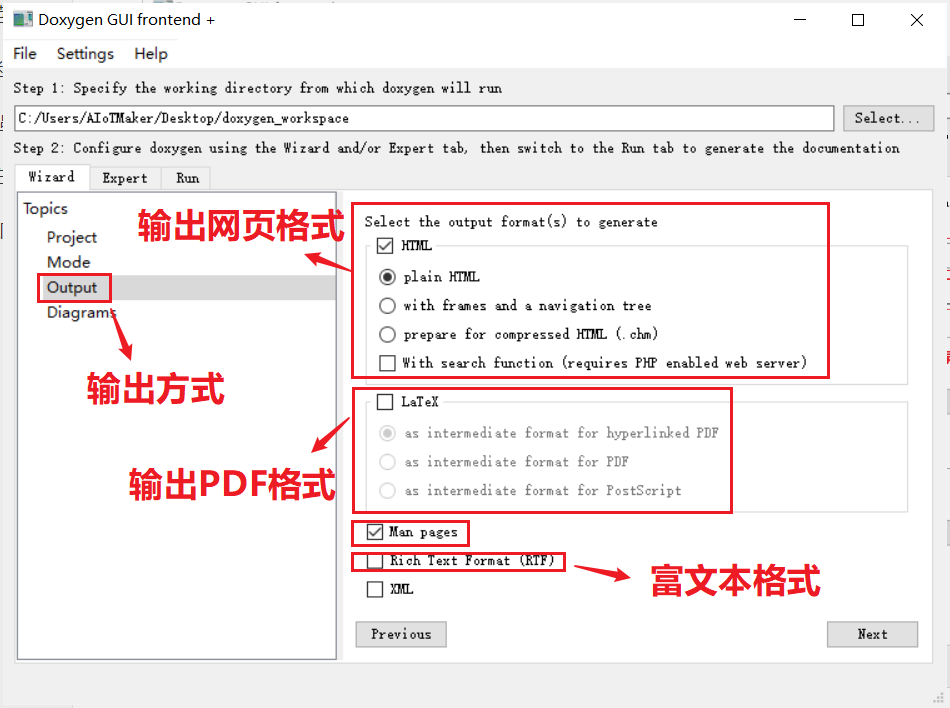 Doxygen GUI frontend +
File Settings Help
Step 1: Specify the working directory from which doxygen will run
C:/Users/AIoTMaker/Desktop/doxygen_workspace
Select...
Step 2: Configure doxygen using the Wizard and/or Expert tab, then switch to the Run tab to generate the documentation
Wizard Expert Run
Topics
Project
Mode
Output
Diagrams
输出方式
输出网页格式
Select the output format(s) to generate
HTML
plain HTML
with frames and a navigation tree
prepare for compressed HTML (.chm)
With search function (requires PHP enabled web server)
输出PDF格式
LaTeX
as intermediate format for hyperlinked PDF
as intermediate format for PDF
as intermediate format for PostScript
Man pages
Rich Text Format (RTF)
富文本格式
XML
Previous
Next